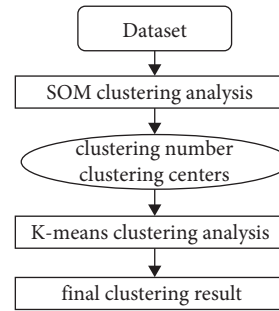 Dataset
SOM clustering analysis
clustering number
clustering centers
K-means clustering analysis
final clustering result